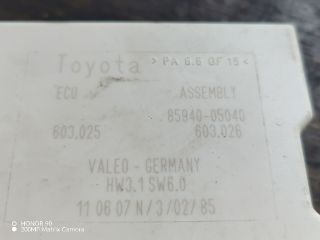 Toyota > PA 6.6 GF 15 <
ECU ASSEMBLY
85940-05040
603.025 603.026
VALEO - GERMANY
HW3.1 SW6.0
11 06 07 N/3/02/85
HONOR 90
200MP Matrix Camera